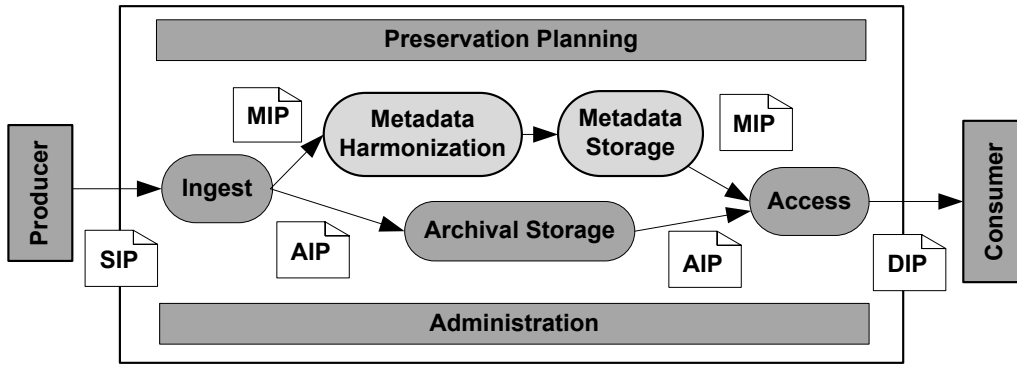 Preservation Planning
Producer
SIP
Ingest
MIP
Metadata
Harmonization
Metadata
Storage
MIP
AIP
Archival Storage
AIP
Access
DIP
Consumer
Administration